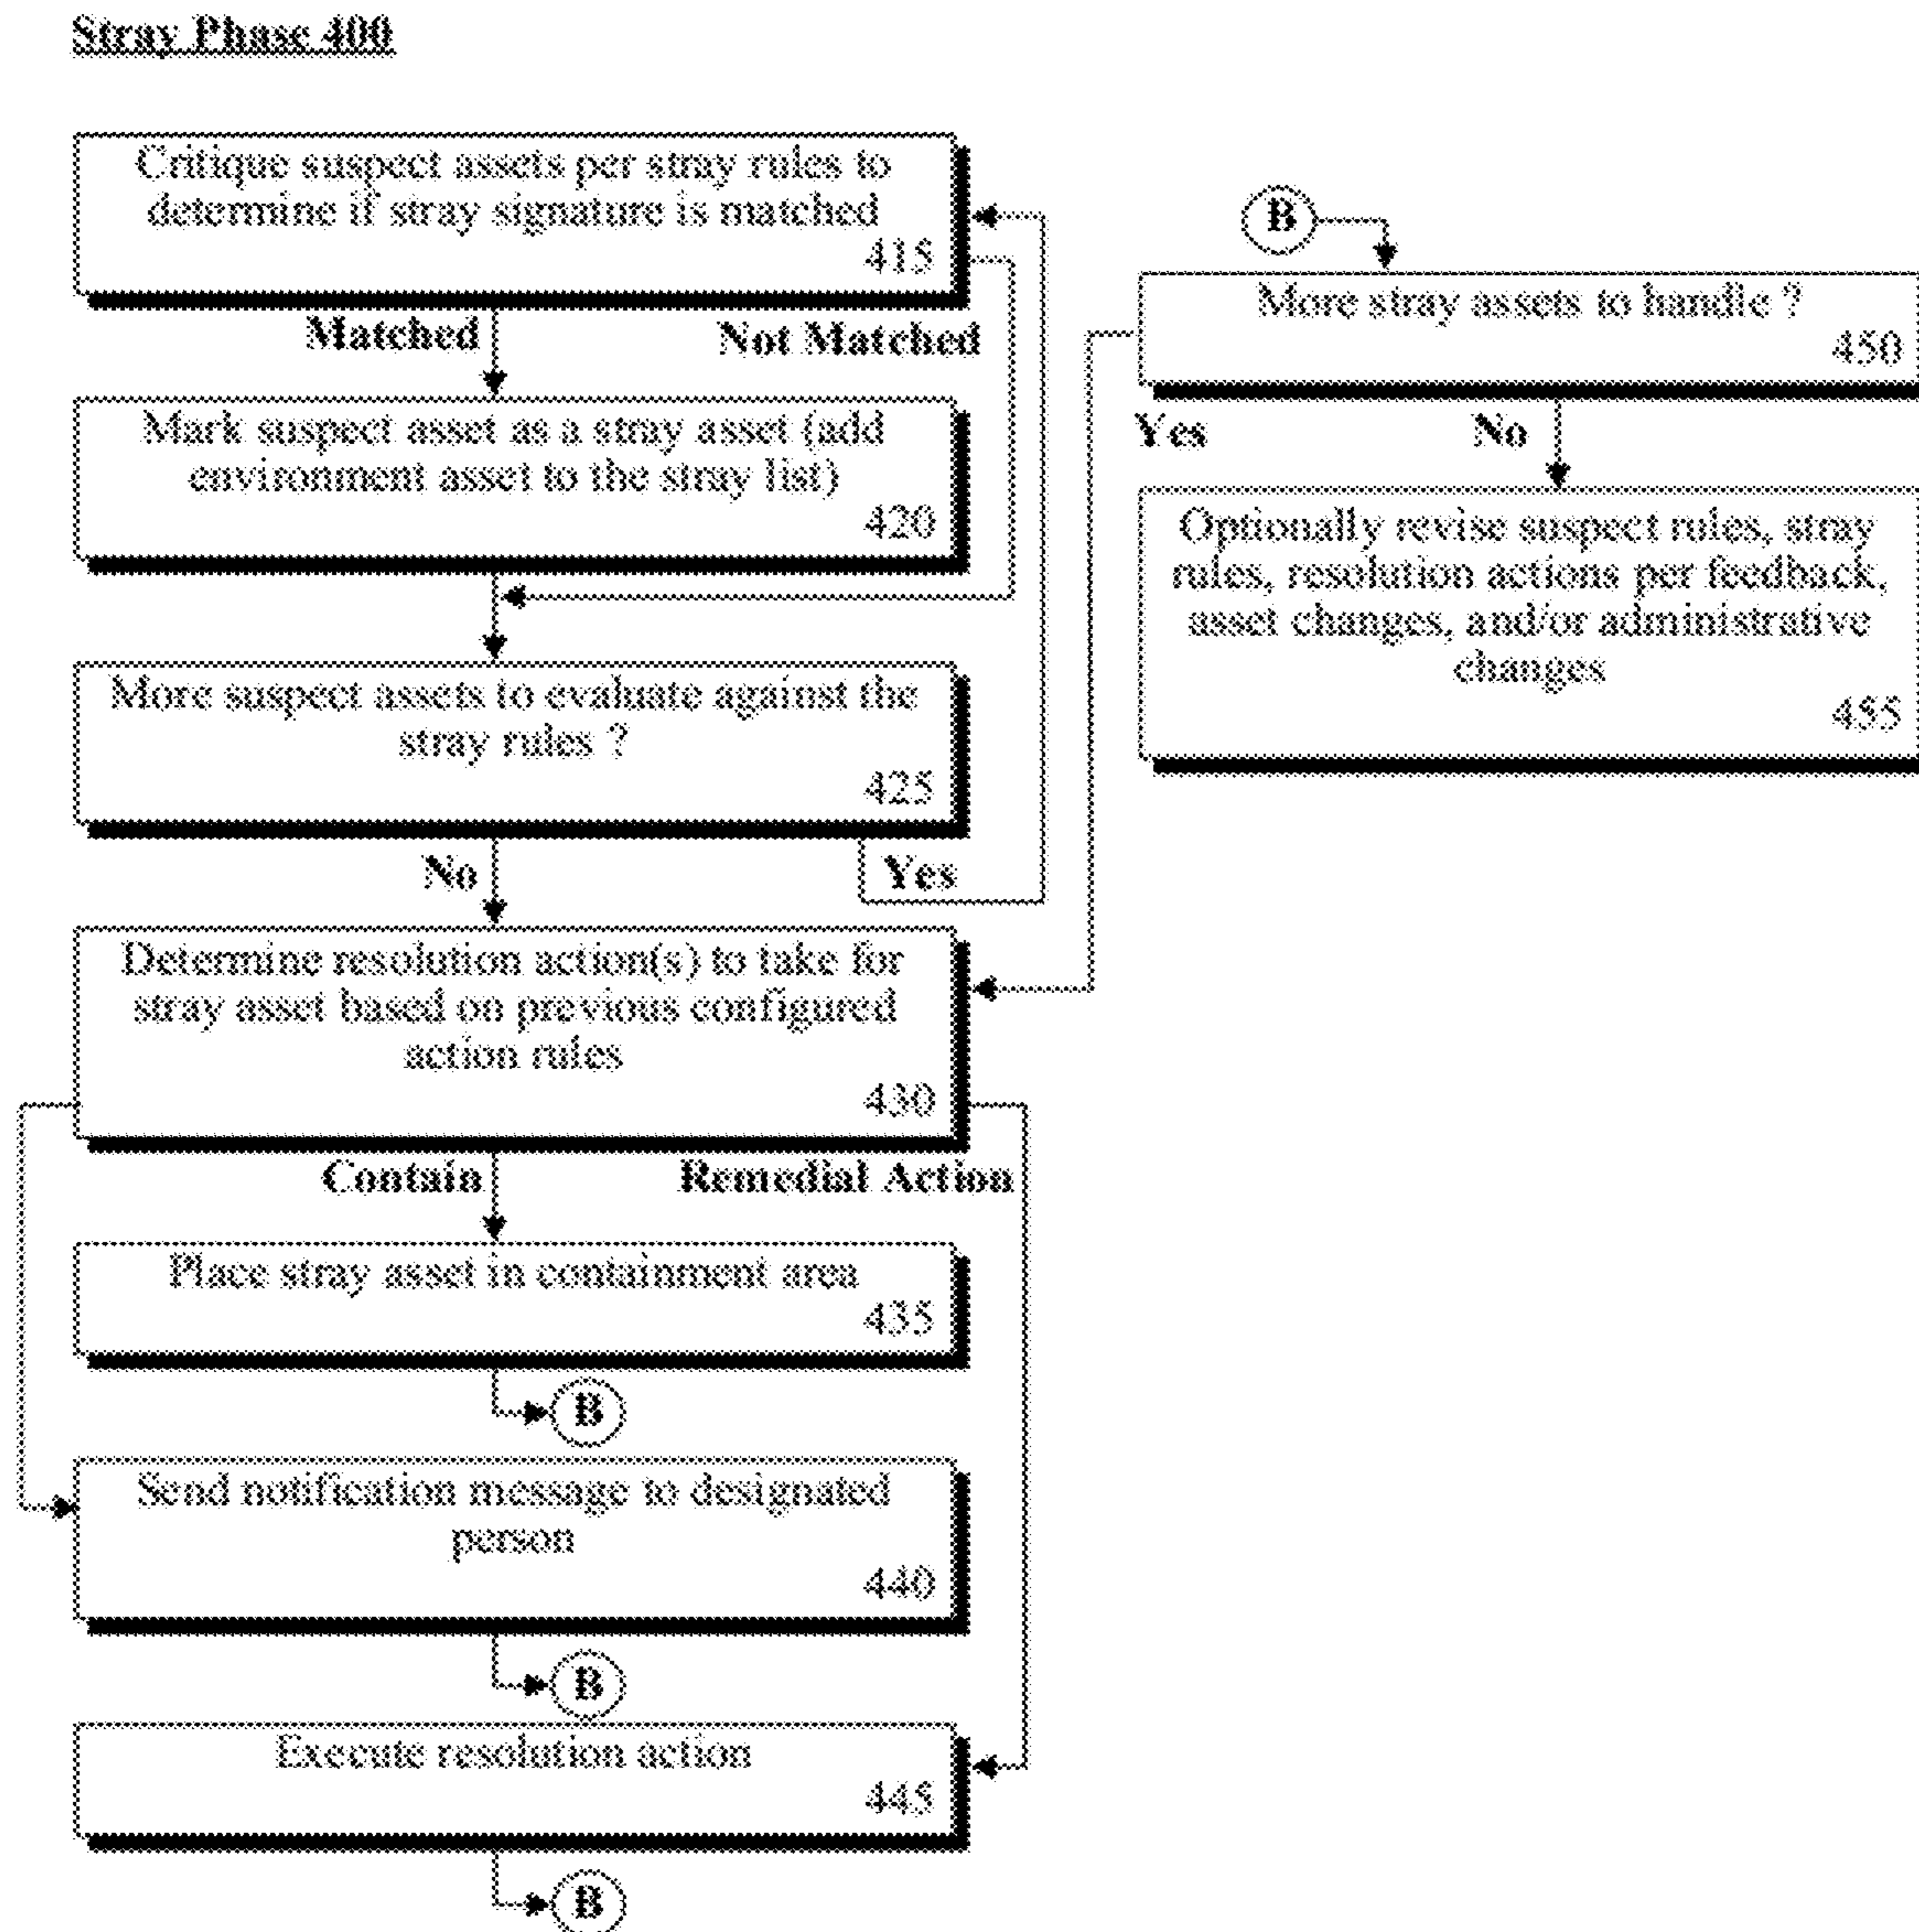 Stray Phase 400
Critique suspect assets per stray rules to
determine if stray signature is matched
415
Matched
Not Matched
Mark suspect asset as a stray asset (add
environment asset to the stray list)
420
More suspect assets to evaluate against the
stray rules ?
425
No
Yes
Determine resolution action(s) to take for
stray asset based on previous configured
action rules
430
Contain
Remedial Action
Place stray asset in containment area
435
B
Send notification message to designated
person
440
B
Execute resolution action
445
B
B
More stray assets to handle ?
450
Yes
No
Optionally revise suspect rules, stray
rules, resolution actions per feedback,
asset changes, and/or administrative
changes
455